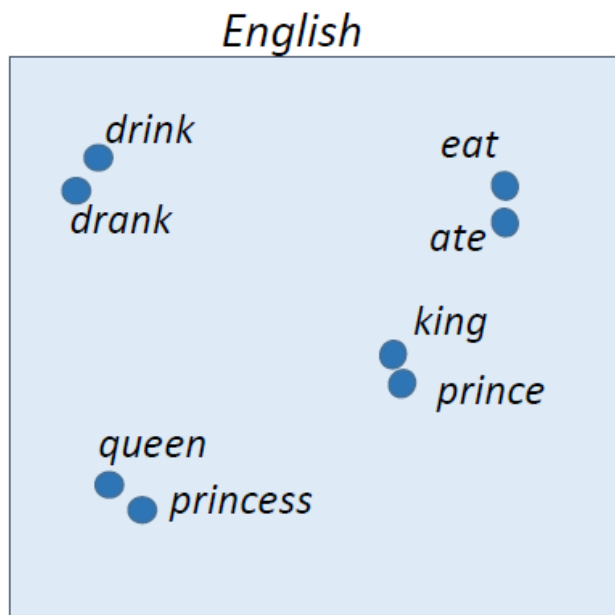 English
drink
eat
drank
ate
king
prince
queen
princess